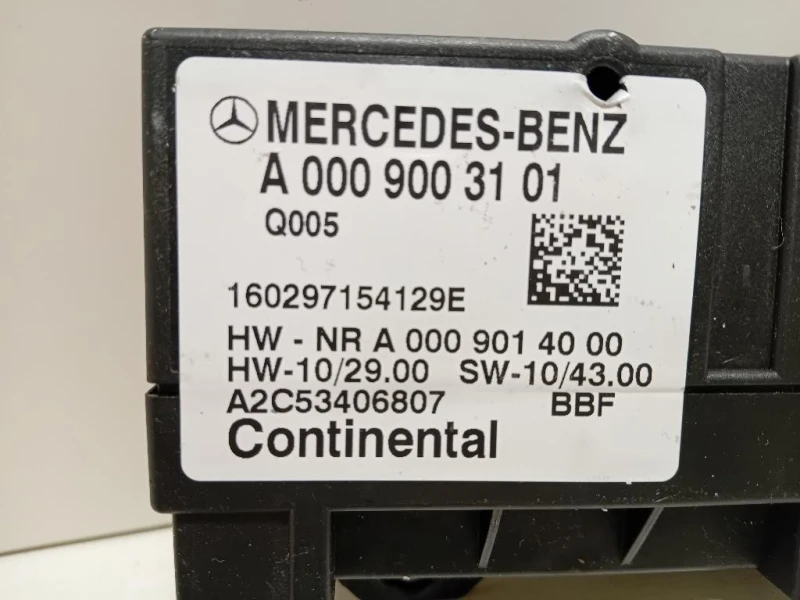 MERCEDES-BENZ
A 000 900 31 01
Q005
160297154129E
HW - NR A 000 901 40 00
HW-10/29.00 SW-10/43.00
A2C53406807 BBF
Continental